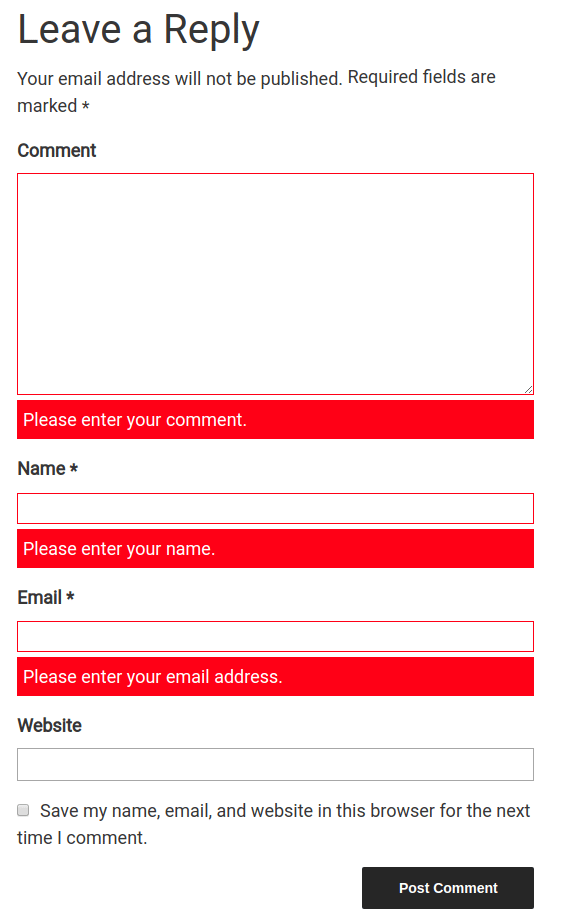 Leave a Reply
Your email address will not be published. Required fields are
marked *
Comment
Please enter your comment.
Name *
Please enter your name.
Email *
Please enter your email address.
Website
Save my name, email, and website in this browser for the next
time I comment.
Post Comment